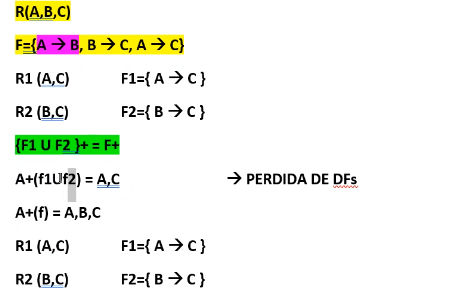 R(A,B,C)
F={A → B, B → C, A → C}
R1 (A,C) F1={ A → C }
R2 (B,C) F2={ B → C }
{F1 U F2 }+ = F+
A+(f1Uf2) = A,C → PERDIDA DE DFs
A+(f) = A,B,C
R1 (A,C) F1={ A → C }
R2 (B,C) F2={ B → C }